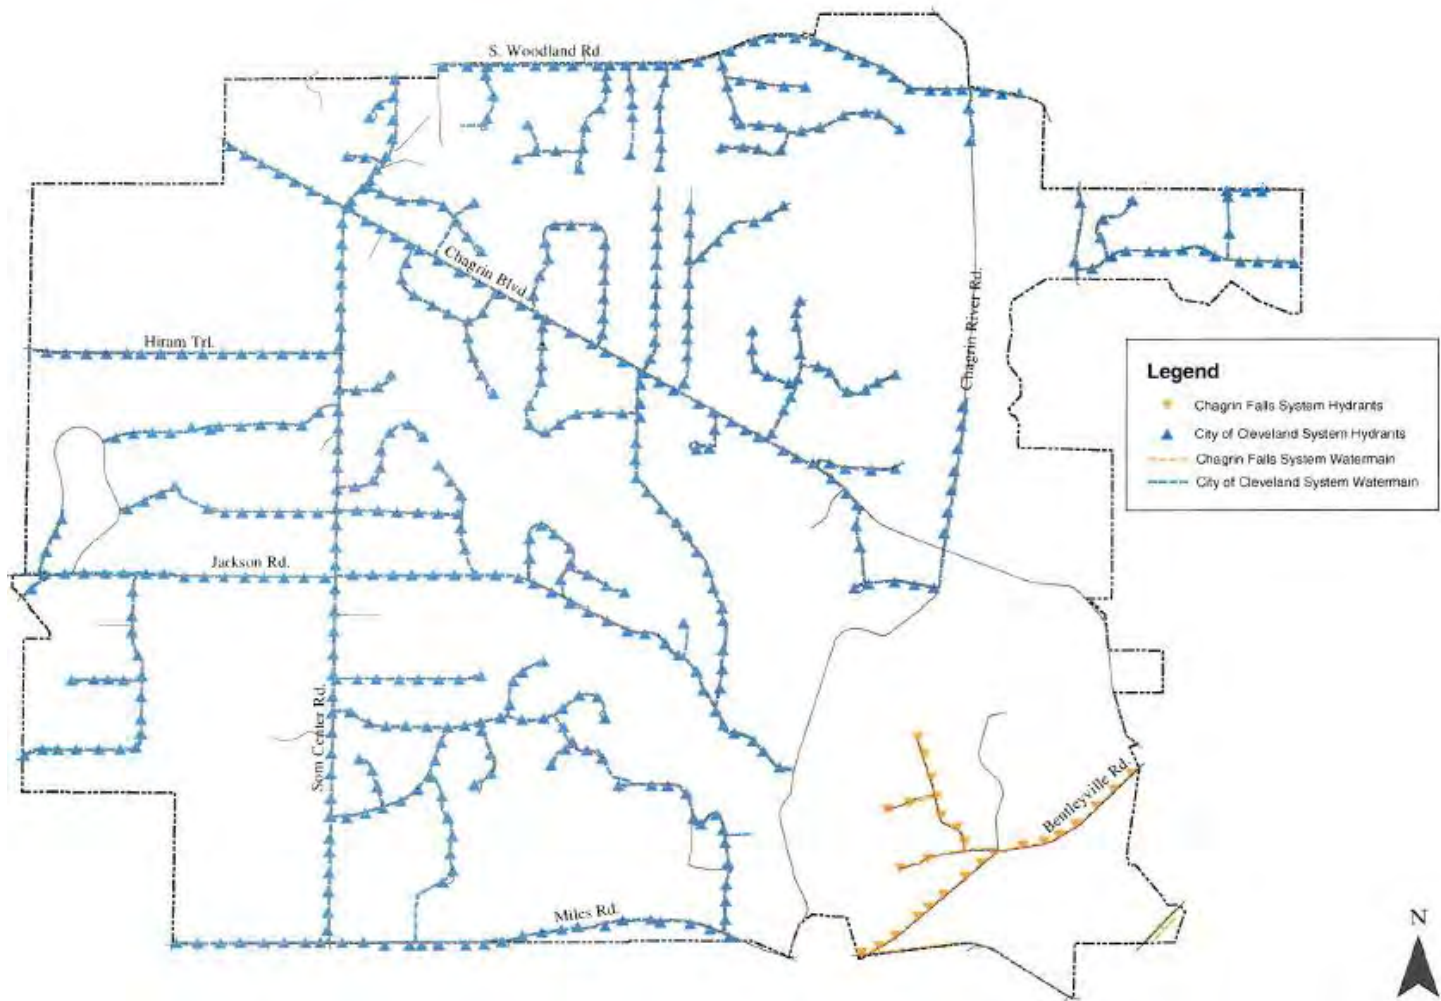 S. Woodland Rd.
Chagrin Blvd
Chagrin River Rd.
Hiram Trl.
Legend
Chagrin Falls System Hydrants
City of Cleveland System Hydrants
Chagrin Falls System Watermain
City of Cleveland System Watermain
Jackson Rd.
Som Center Rd.
Bentleyville Rd.
Miles Rd.
N